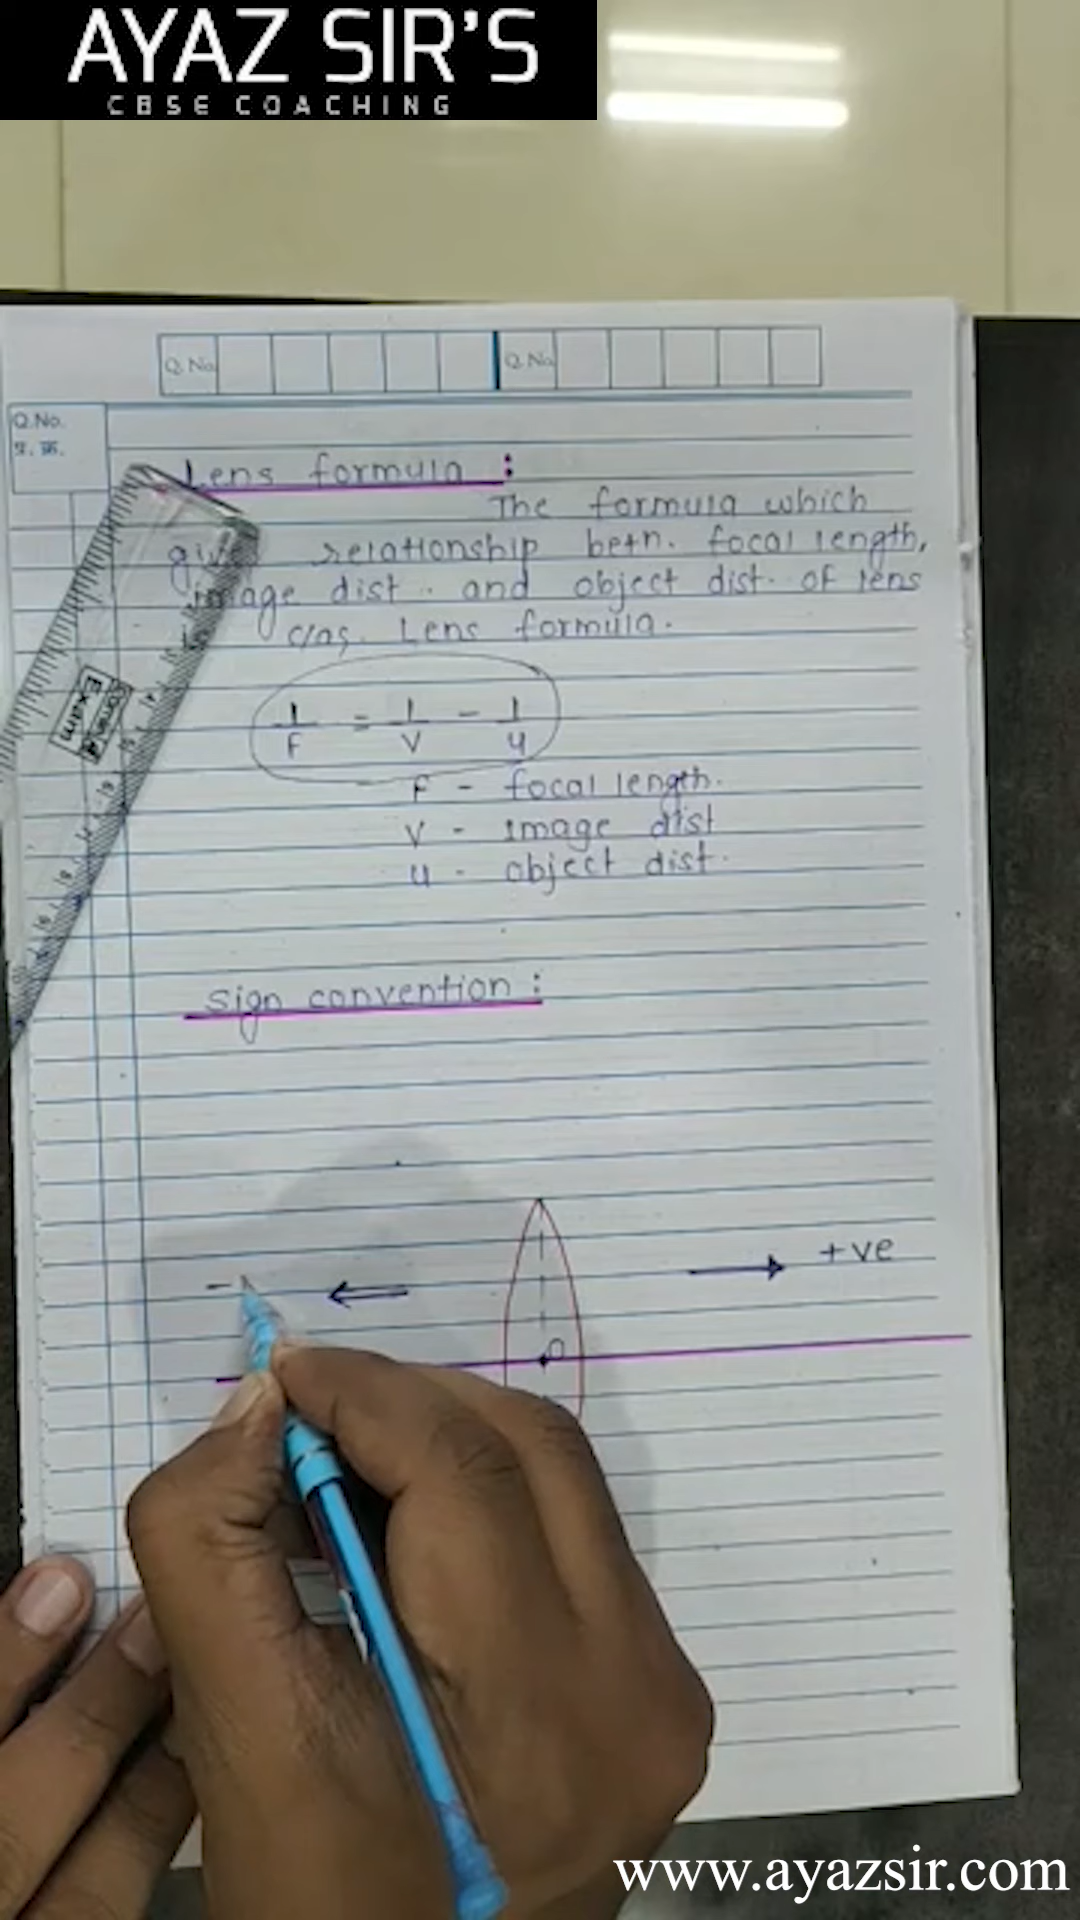 AYAZ SIR'S
CBSE COACHING
Q.No. Q.No.
Q.No.
प्र. क्र.
Lens formula :
The formula which
gives relationship betn. focal length,
image dist. and object dist. of lens
c/as. Lens formula.
1/F = 1/V - 1/u
F - focal length.
V - Image dist
u - object dist.
Sign convention :
+ve
-
O
Exam
www.ayazsir.com